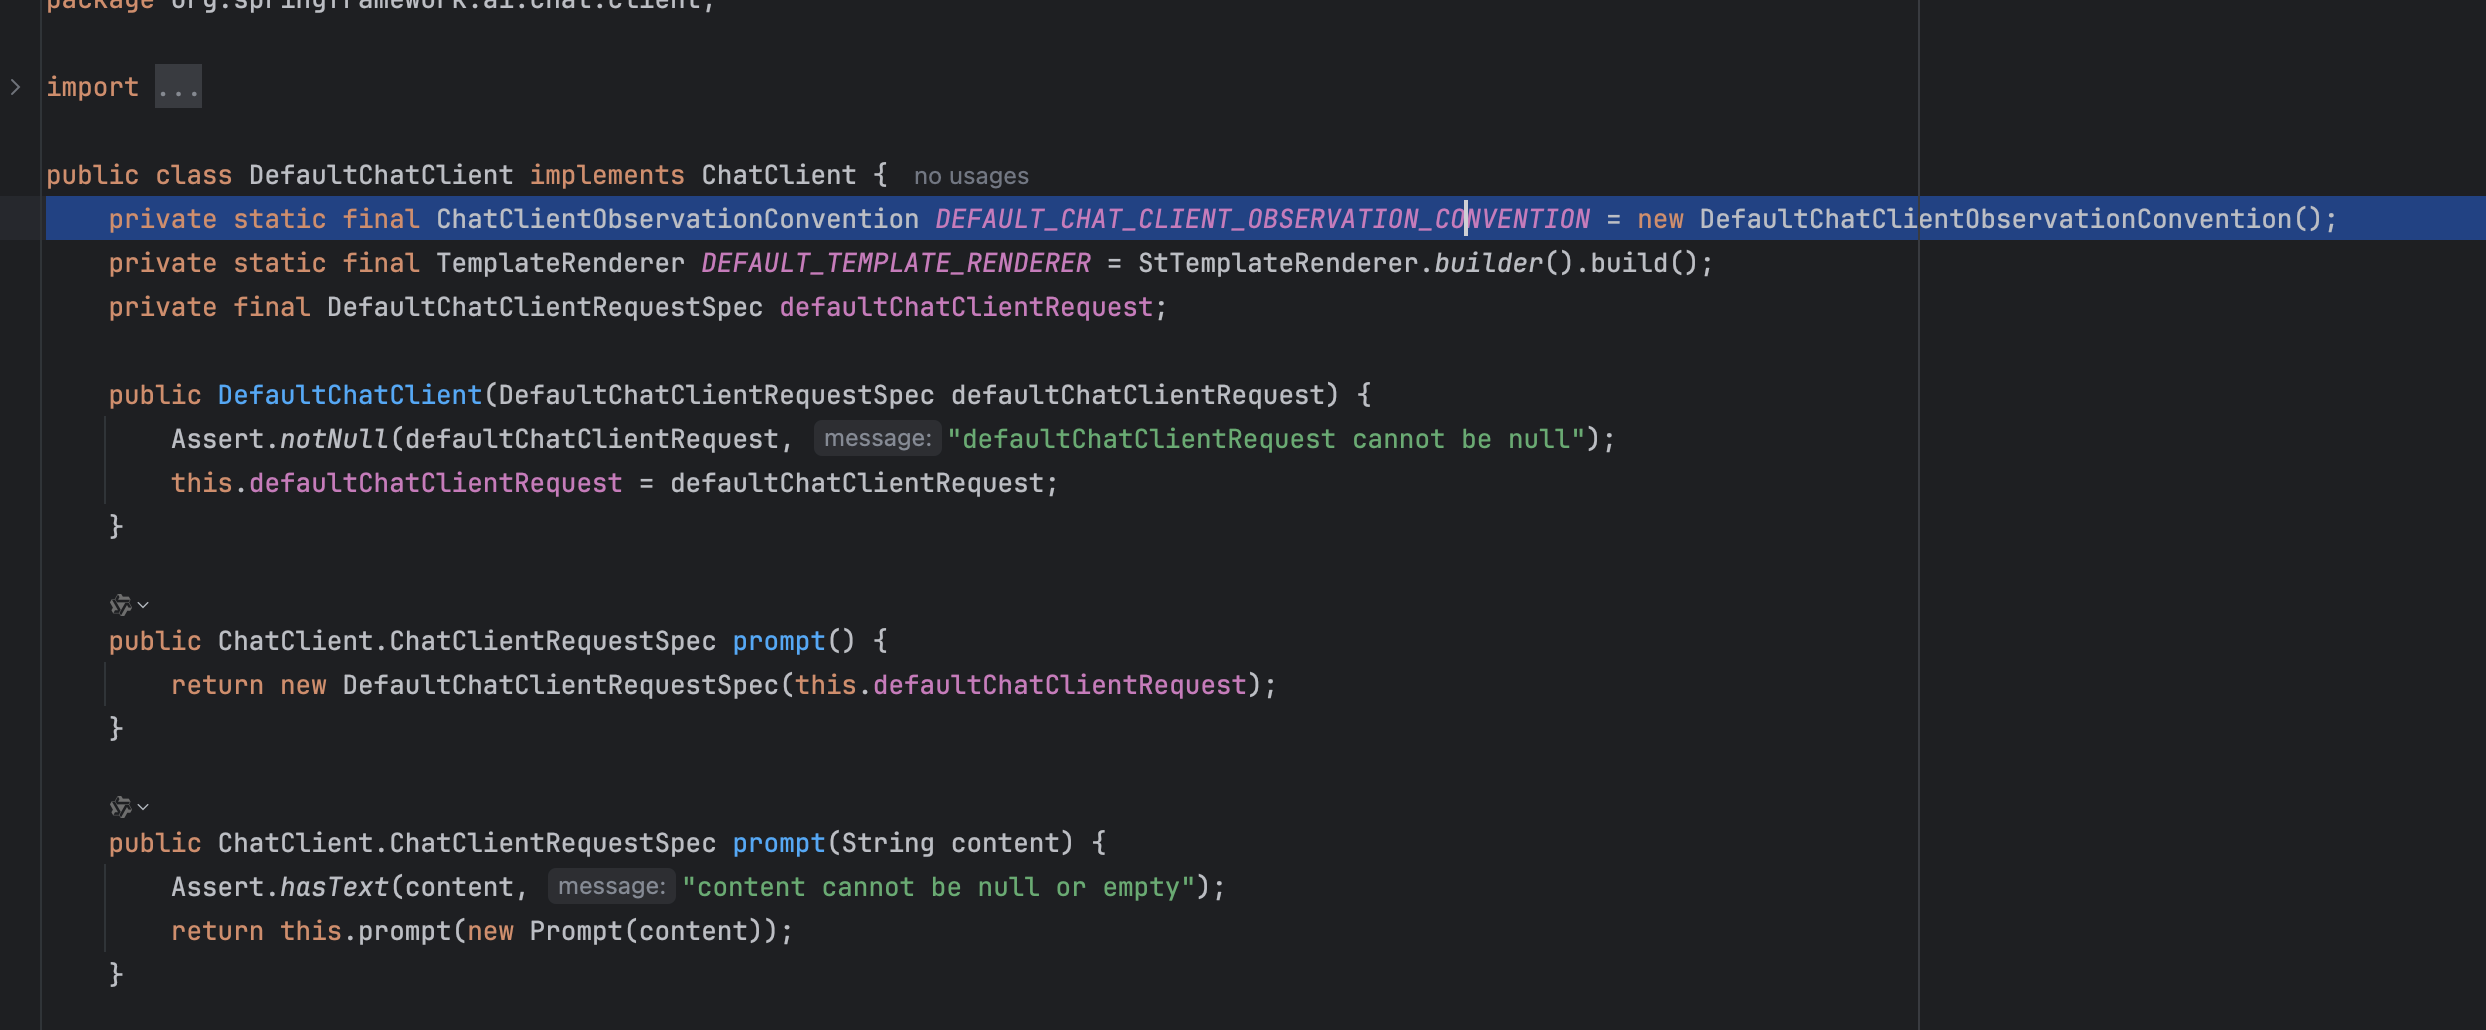 package org.springframework.ai.chat.client;
import ...
public class DefaultChatClient implements ChatClient { no usages
private static final ChatClientObservationConvention DEFAULT_CHAT_CLIENT_OBSERVATION_CONVENTION = new DefaultChatClientObservationConvention();
private static final TemplateRenderer DEFAULT_TEMPLATE_RENDERER = StTemplateRenderer.builder().build();
private final DefaultChatClientRequestSpec defaultChatClientRequest;
public DefaultChatClient(DefaultChatClientRequestSpec defaultChatClientRequest) {
Assert.notNull(defaultChatClientRequest, message: "defaultChatClientRequest cannot be null");
this.defaultChatClientRequest = defaultChatClientRequest;
}
public ChatClient.ChatClientRequestSpec prompt() {
return new DefaultChatClientRequestSpec(this.defaultChatClientRequest);
}
public ChatClient.ChatClientRequestSpec prompt(String content) {
Assert.hasText(content, message: "content cannot be null or empty");
return this.prompt(new Prompt(content));
}